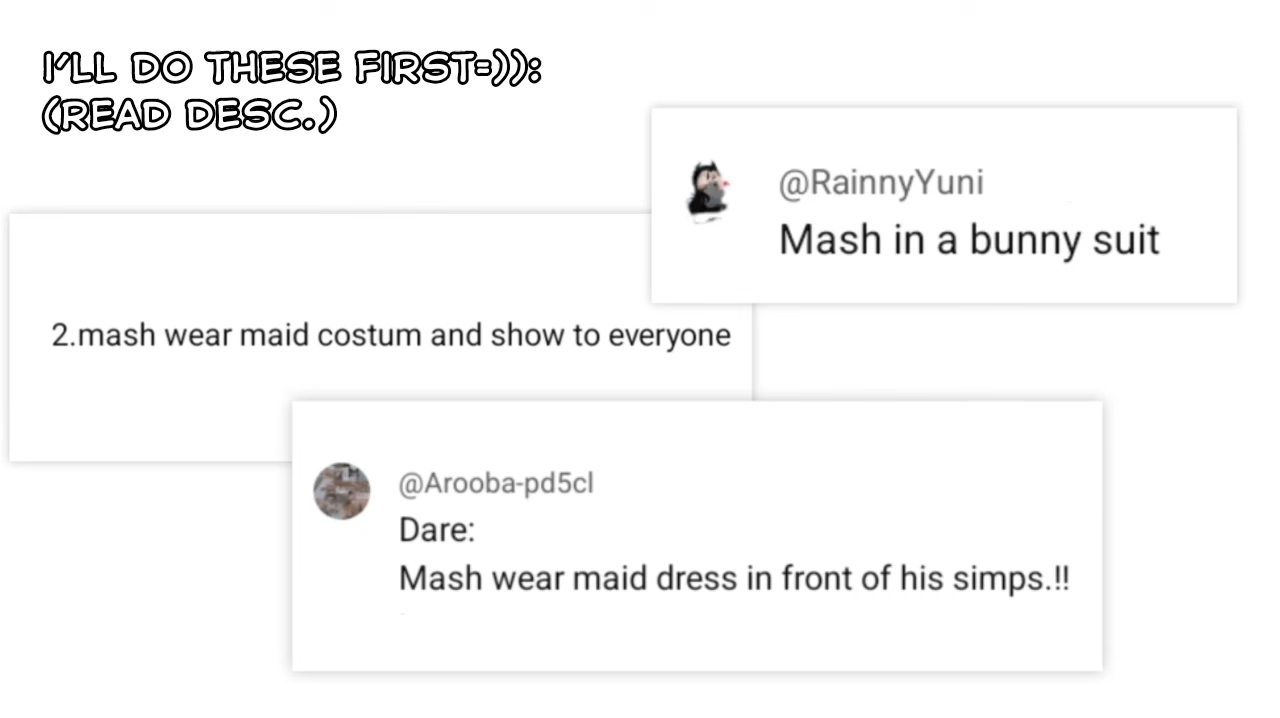 I'LL DO THESE FIRST=)):
(READ DESC.)
@RainnyYuni
Mash in a bunny suit
2.mash wear maid costum and show to everyone
@Arooba-pd5cl
Dare:
Mash wear maid dress in front of his simps.!!